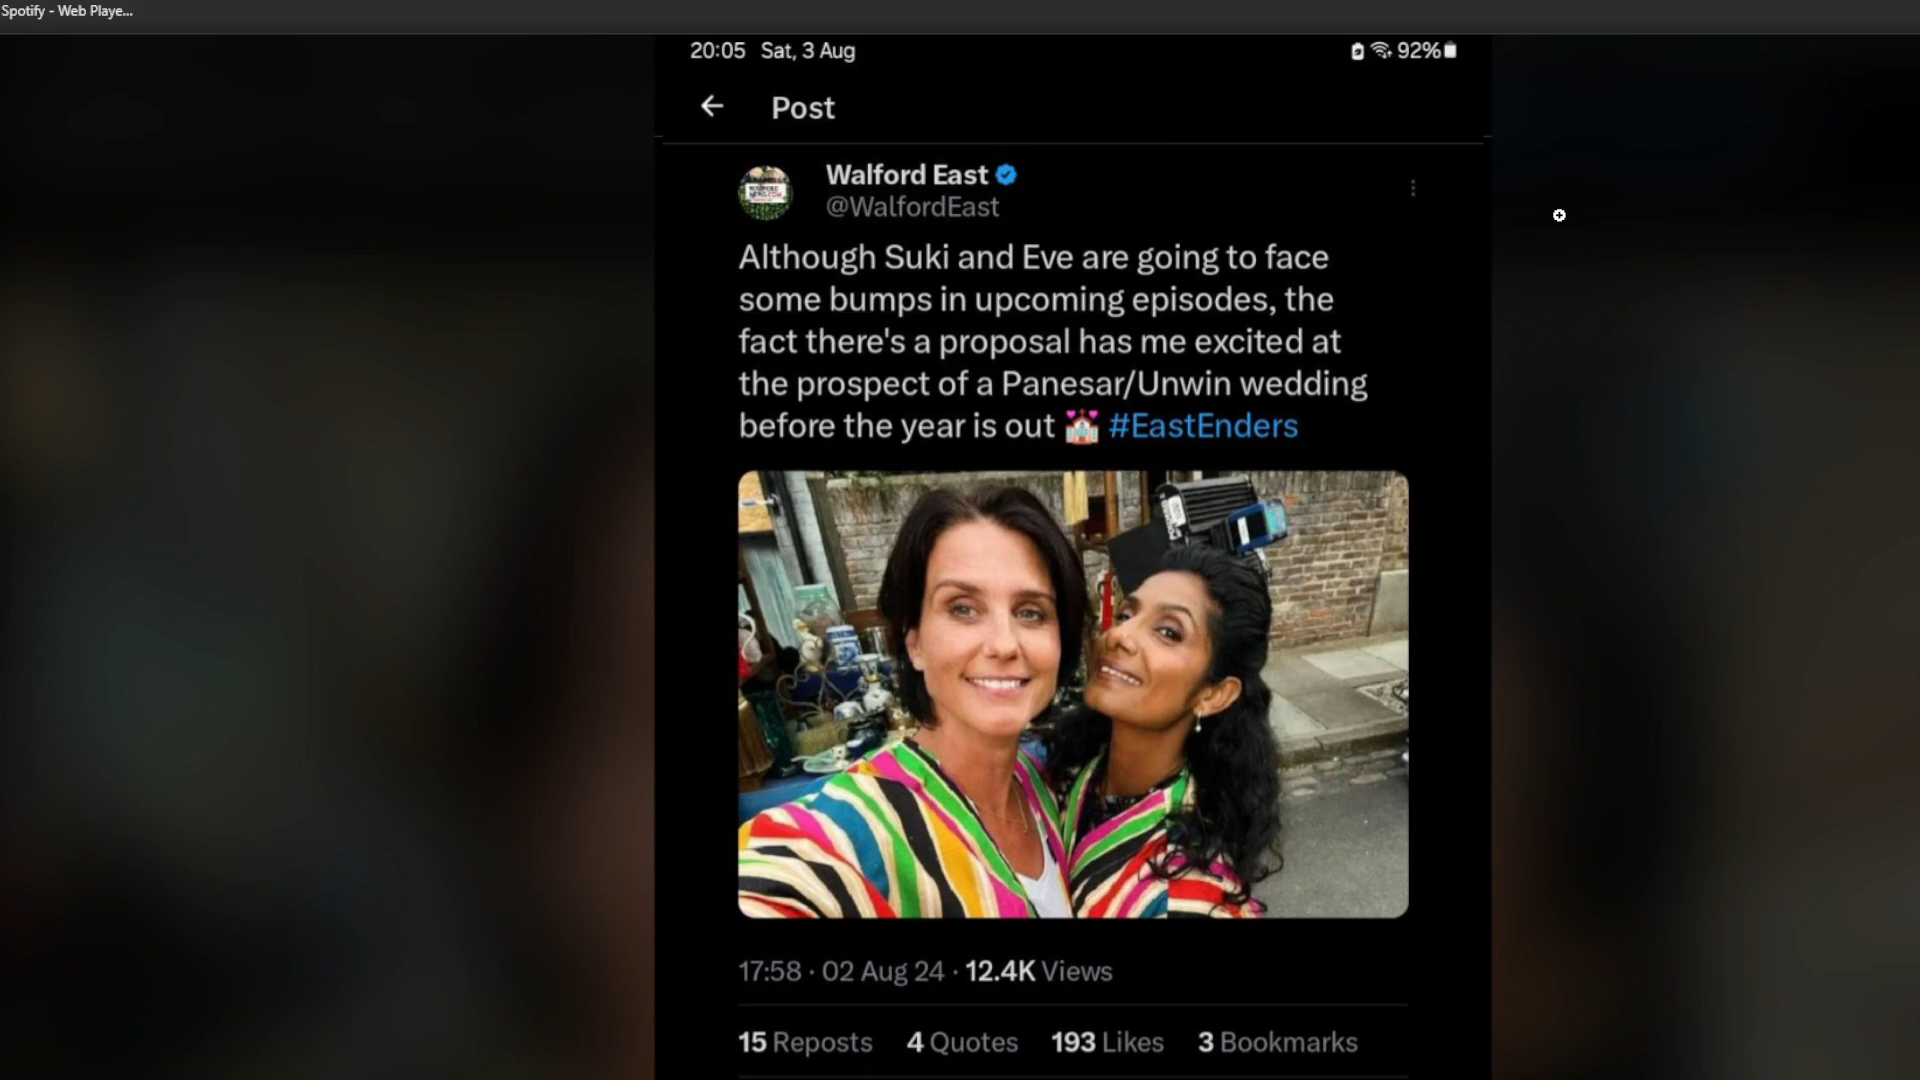 Spotify - Web Playe...
20:05 Sat, 3 Aug
92%
Post
Walford East
@WalfordEast
Although Suki and Eve are going to face
some bumps in upcoming episodes, the
fact there's a proposal has me excited at
the prospect of a Panesar/Unwin wedding
before the year is out 💒 #EastEnders
17:58 · 02 Aug 24 · 12.4K Views
15 Reposts 4 Quotes 193 Likes 3 Bookmarks